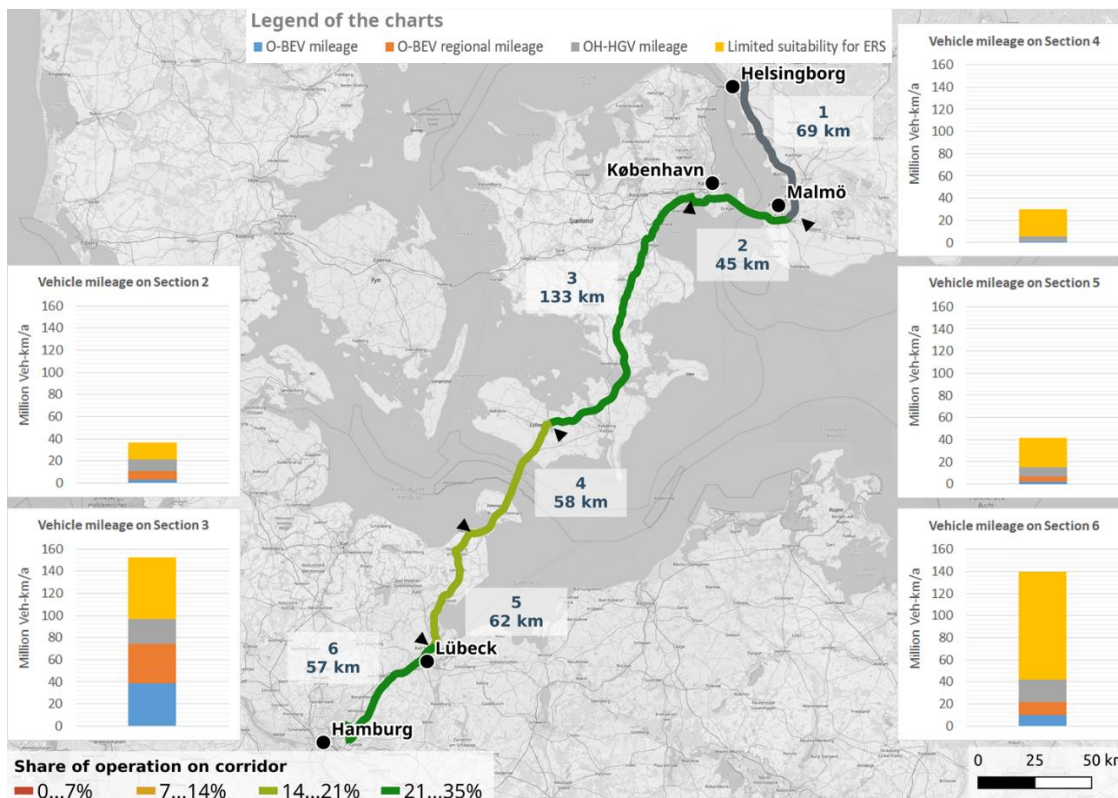 Legend of the charts
O-BEV mileage O-BEV regional mileage OH-HGV mileage Limited suitability for ERS
Helsingborg
1
69 km
København
Malmö
2
45 km
3
133 km
4
58 km
5
62 km
6
57 km
Lübeck
Hamburg
Vehicle mileage on Section 2
Million Veh-km/a
160
140
120
100
80
60
40
20
0
Vehicle mileage on Section 3
Million Veh-km/a
160
140
120
100
80
60
40
20
0
Vehicle mileage on Section 4
Million Veh-km/a
160
140
120
100
80
60
40
20
0
Vehicle mileage on Section 5
Million Veh-km/a
160
140
120
100
80
60
40
20
0
Vehicle mileage on Section 6
Million Veh-km/a
160
140
120
100
80
60
40
20
0
Share of operation on corridor
0...7% 7...14% 14...21% 21...35%
0 25 50 km